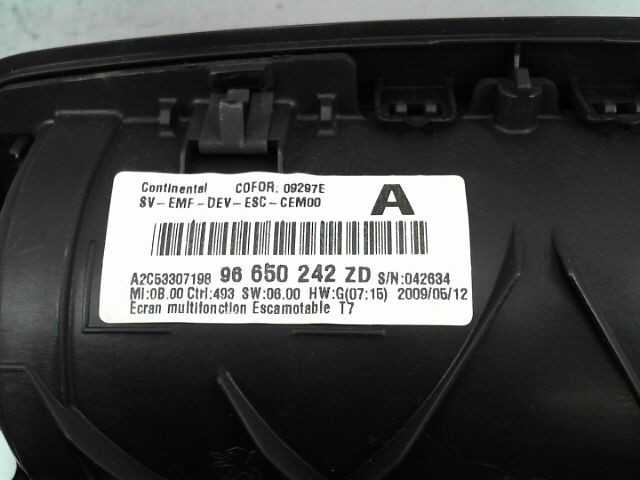 Continental COFOR: 09297E
SV-EMF-DEV-ESC-CEM00
A
A2C53307198 96 650 242 ZD S/N:042634
MI:0B.00 Ctrl:493 SW:06.00 HW:G(07:15) 2009/05/12
Ecran multifonction Escamotable T7